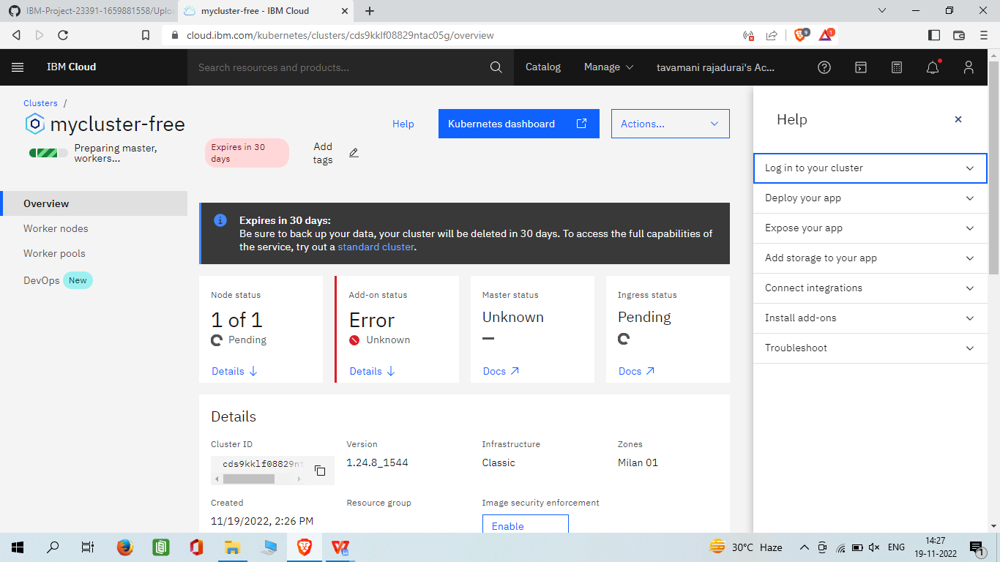 IBM-Project-23391-1659881558/Uplo
mycluster-free - IBM Cloud
cloud.ibm.com/kubernetes/clusters/cds9kklf08829ntac05g/overview
9
1
IBM Cloud
Search resources and products...
Catalog
Manage
tavamani rajadurai's Ac...
Clusters /
mycluster-free
Preparing master,
workers...
Expires in 30
days
Add
tags
Help
Kubernetes dashboard
Actions...
Overview
Worker nodes
Worker pools
DevOps New
Expires in 30 days:
Be sure to back up your data, your cluster will be deleted in 30 days. To access the full capabilities of
the service, try out a standard cluster.
Node status
1 of 1
Pending
Details
Add-on status
Error
Unknown
Details
Master status
Unknown
Docs
Ingress status
Pending
Docs
Details
Cluster ID
cds9kklf08829nt
Version
1.24.8_1544
Infrastructure
Classic
Zones
Milan 01
Created
11/19/2022, 2:26 PM
Resource group
Image security enforcement
Enable
Help
Log in to your cluster
Deploy your app
Expose your app
Add storage to your app
Connect integrations
Install add-ons
Troubleshoot
30°C Haze
ENG
14:27
19-11-2022
1